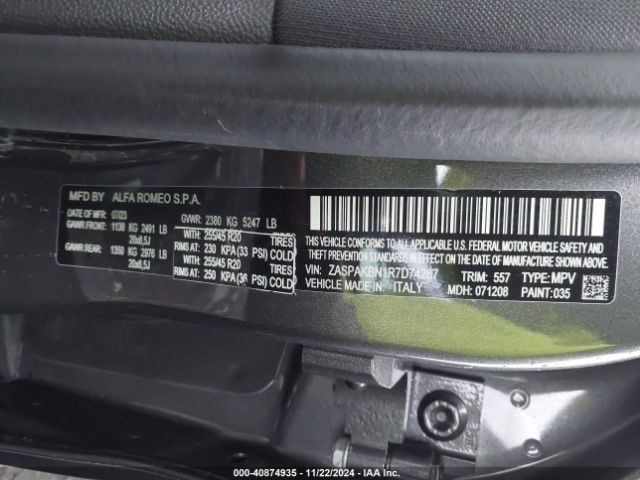 MFD BY ALFA ROMEO S.P.A.
DATE OF MFR :07/23 GVWR: 2380 KG 5247 LB
GAWR FRONT: 1130 KG 2491 LB WITH: 255/45 R20 TIRES
20x8,5J RIMS AT: 230 KPA (33 PSI) COLD
GAWR REAR: 1350 KG 2976 LB WITH: 255/45 R20 TIRES
20x8,5J RIMS AT: 250 KPA (36 PSI) COLD
THIS VEHICLE CONFORMS TO ALL APPLICABLE
U.S. FEDERAL MOTOR VEHICLE SAFETY STANDARDS IN EFFECT
ON THE DATE OF MANUFACTURE SHOWN ABOVE.
VIN: ZASPAKBN1R7D74287 TRIM: 557 TYPE: MPV
VEHICLE MADE IN: ITALY MDH: 071208 PAINT: 035
000-40874935 - 11/22/2024 - IAA Inc.